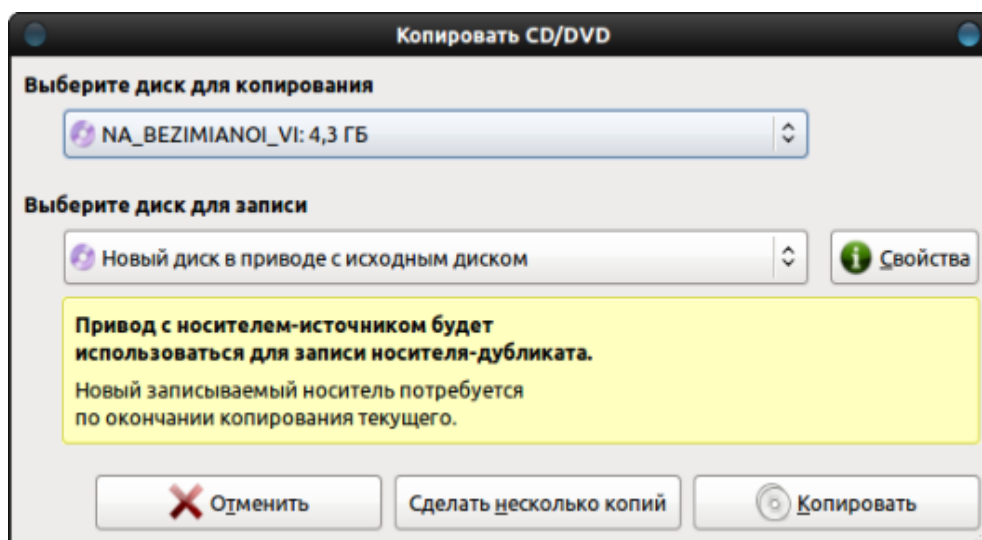 Копировать CD/DVD
Выберите диск для копирования
NA_BEZIMIANOI_VI: 4,3 ГБ
Выберите диск для записи
Новый диск в приводе с исходным диском
Свойства
Привод с носителем-источником будет
использоваться для записи носителя-дубликата.
Новый записываемый носитель потребуется
по окончании копирования текущего.
Отменить
Сделать несколько копий
Копировать